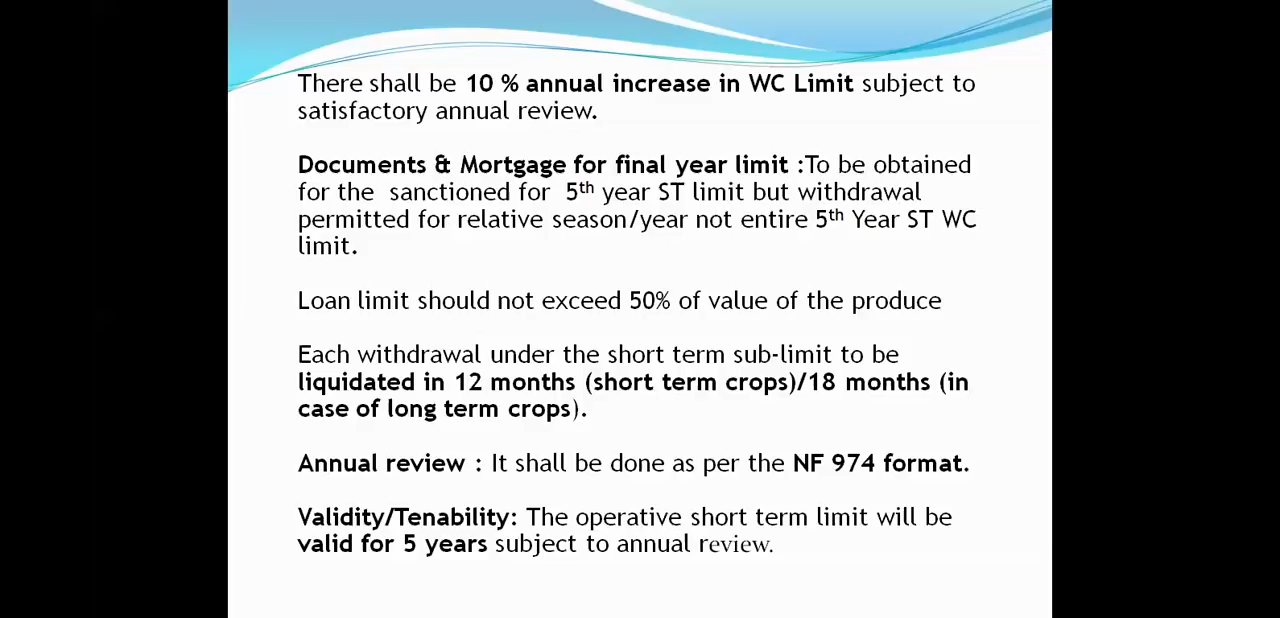 There shall be 10 % annual increase in WC Limit subject to
satisfactory annual review.
Documents & Mortgage for final year limit :To be obtained
for the sanctioned for 5th year ST limit but withdrawal
permitted for relative season/year not entire 5th Year ST WC
limit.
Loan limit should not exceed 50% of value of the produce
Each withdrawal under the short term sub-limit to be
liquidated in 12 months (short term crops)/18 months (in
case of long term crops).
Annual review : It shall be done as per the NF 974 format.
Validity/Tenability: The operative short term limit will be
valid for 5 years subject to annual review.